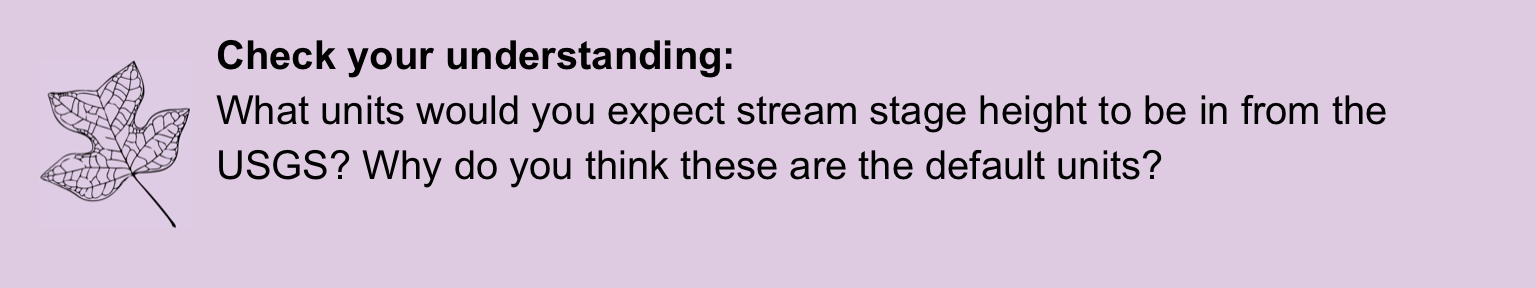 Check your understanding:
What units would you expect stream stage height to be in from the
USGS? Why do you think these are the default units?